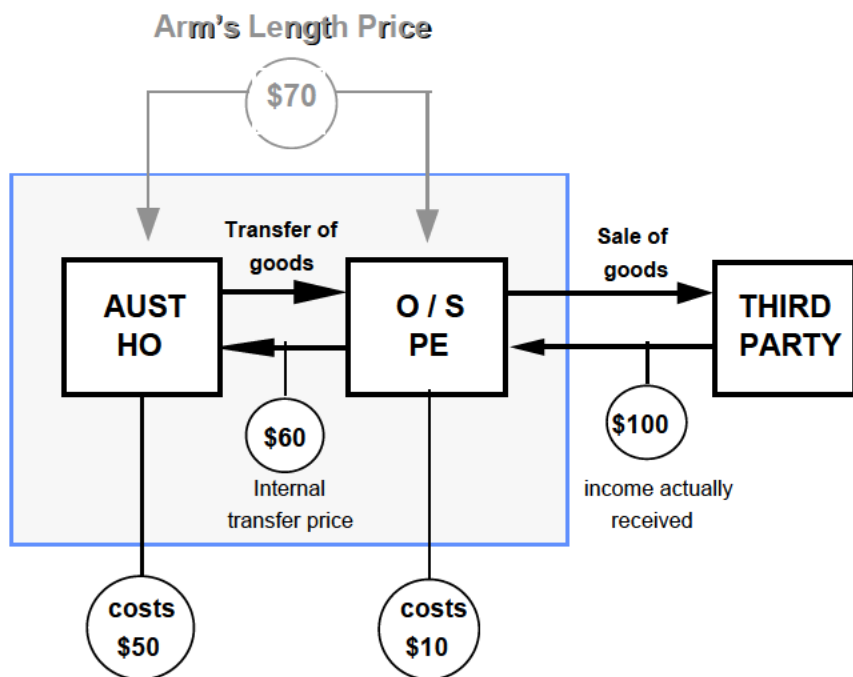 Arm's Length Price
$70
Transfer of
goods
Sale of
goods
AUST
HO
O / S
PE
THIRD
PARTY
$60
$100
Internal
transfer price
income actually
received
costs
$50
costs
$10